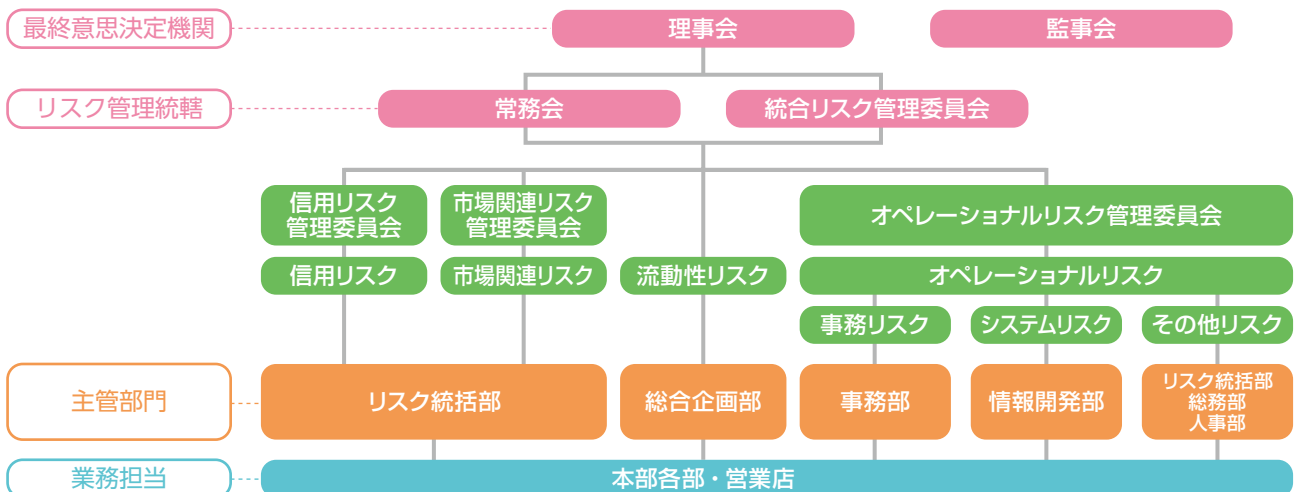 最終意思決定機関
理事会
監事会
リスク管理統轄
常務会
統合リスク管理委員会
信用リスク
管理委員会
市場関連リスク
管理委員会
オペレーショナルリスク管理委員会
信用リスク
市場関連リスク
流動性リスク
オペレーショナルリスク
事務リスク
システムリスク
その他リスク
主管部門
リスク統括部
総合企画部
事務部
情報開発部
リスク統括部
総務部
人事部
業務担当
本部各部・営業店